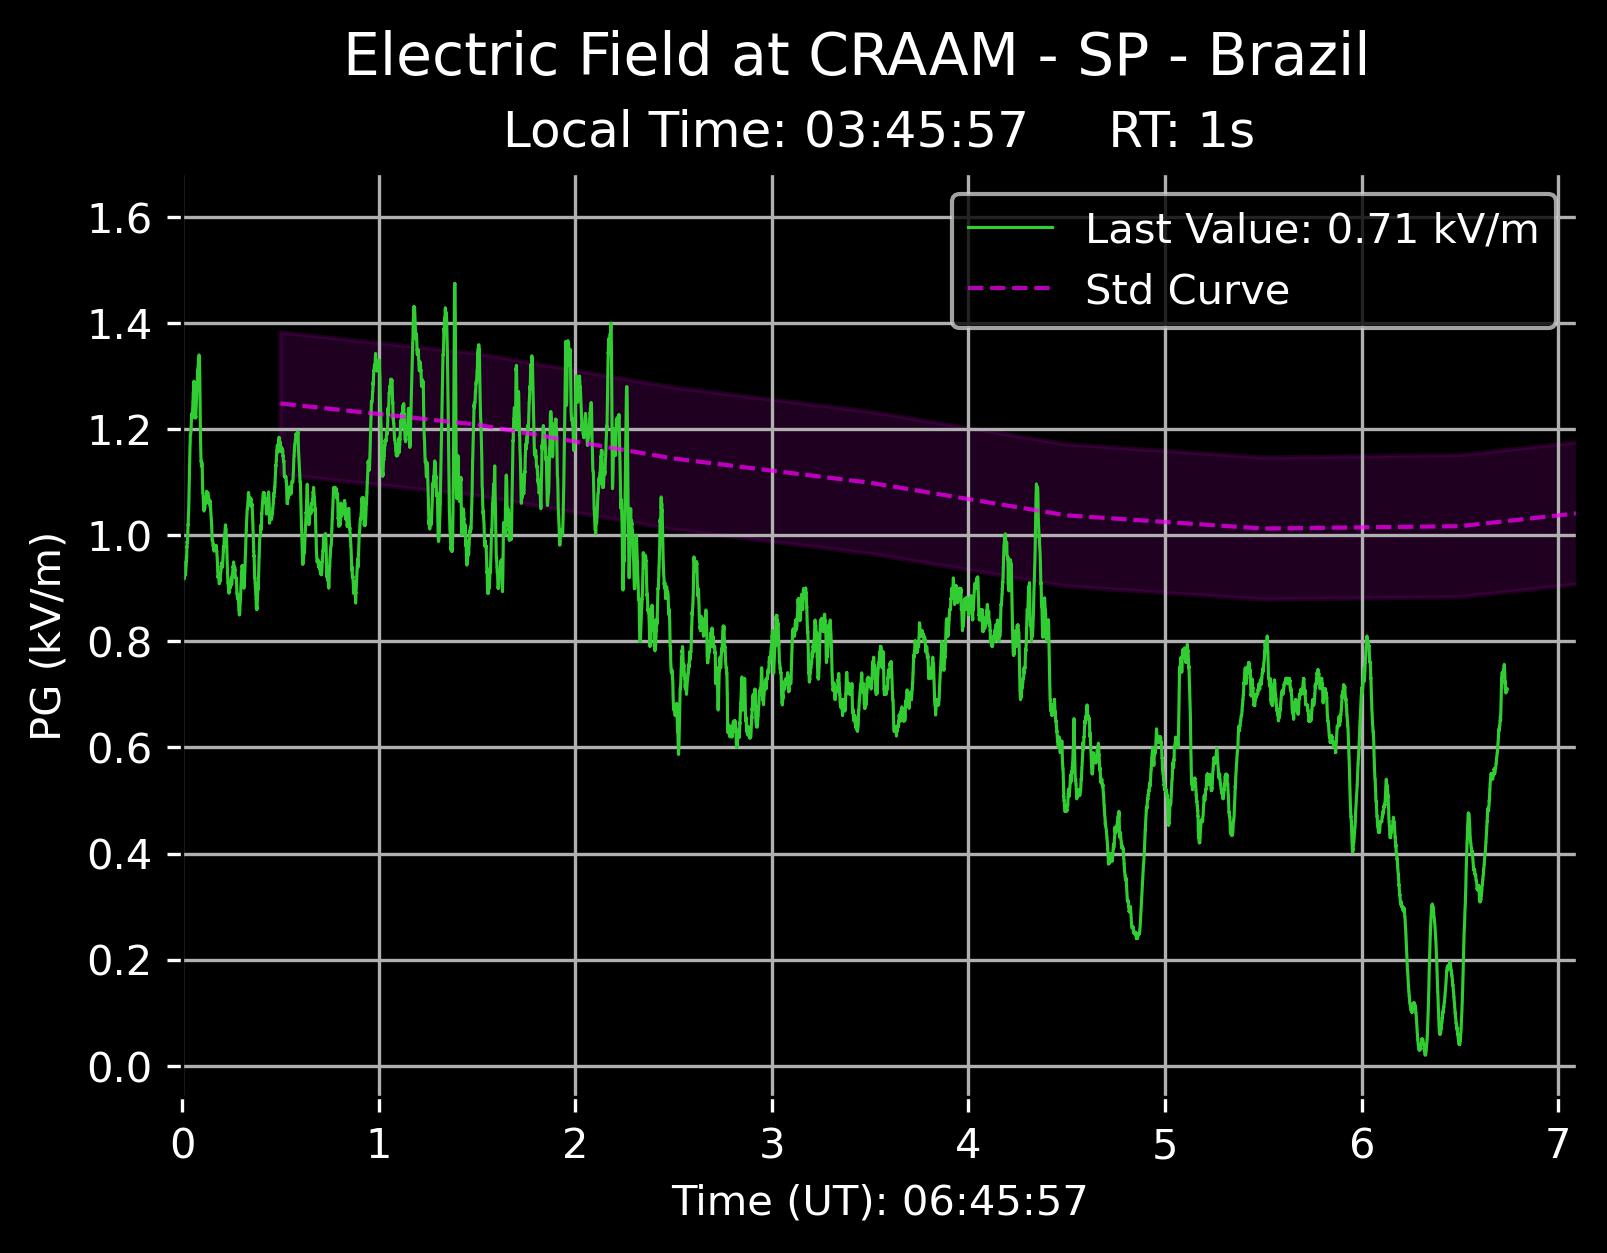 Electric Field at CRAAM - SP - Brazil
Local Time: 03:45:57 RT: 1s
Last Value: 0.71 kV/m
Std Curve
PG (kV/m)
1.6
1.4
1.2
1.0
0.8
0.6
0.4
0.2
0.0
0 1 2 3 4 5 6 7
Time (UT): 06:45:57